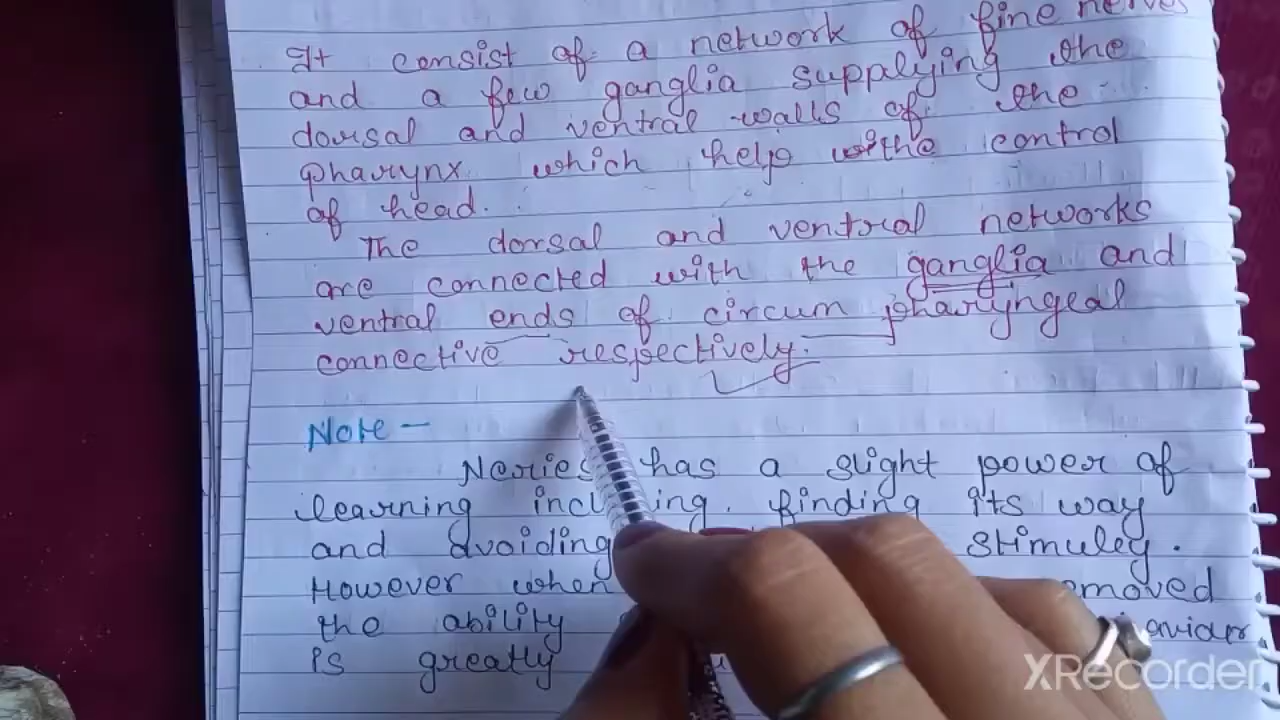 It consist of a network of fine nerves
and a few ganglia supplying the
dorsal and ventral walls of the
pharynx which help withe control
of head.
The dorsal and ventral networks
are connected with the ganglia and
ventral ends of circum pharyngeal
connective respectively.
Note -
Neries has a slight power of
learning including finding its way
and avoiding stimuley.
However when removed
the ability
is greatly
XRecorder